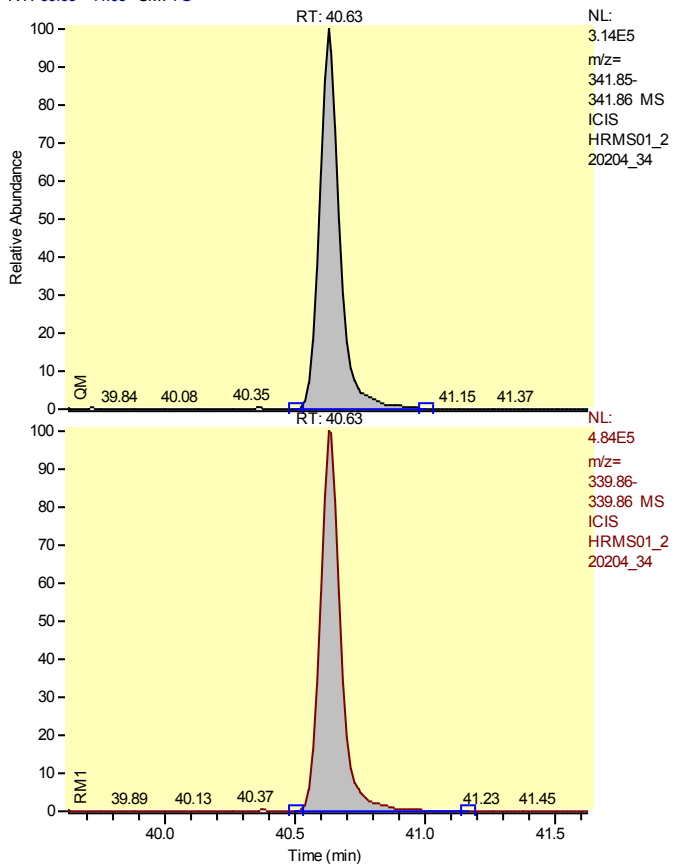 RT: 40.63
NL:
3.14E5
m/z=
341.85-
341.86 MS
ICIS
HRMS01_2
20204_34
100
90
80
70
60
50
40
30
20
10
0
Relative Abundance
QM
39.84 40.08 40.35 41.15 41.37
RT: 40.63
NL:
4.84E5
m/z=
339.86-
339.86 MS
ICIS
HRMS01_2
20204_34
100
90
80
70
60
50
40
30
20
10
0
RM1
39.89 40.13 40.37 41.23 41.45
40.0 40.5 41.0 41.5
Time (min)